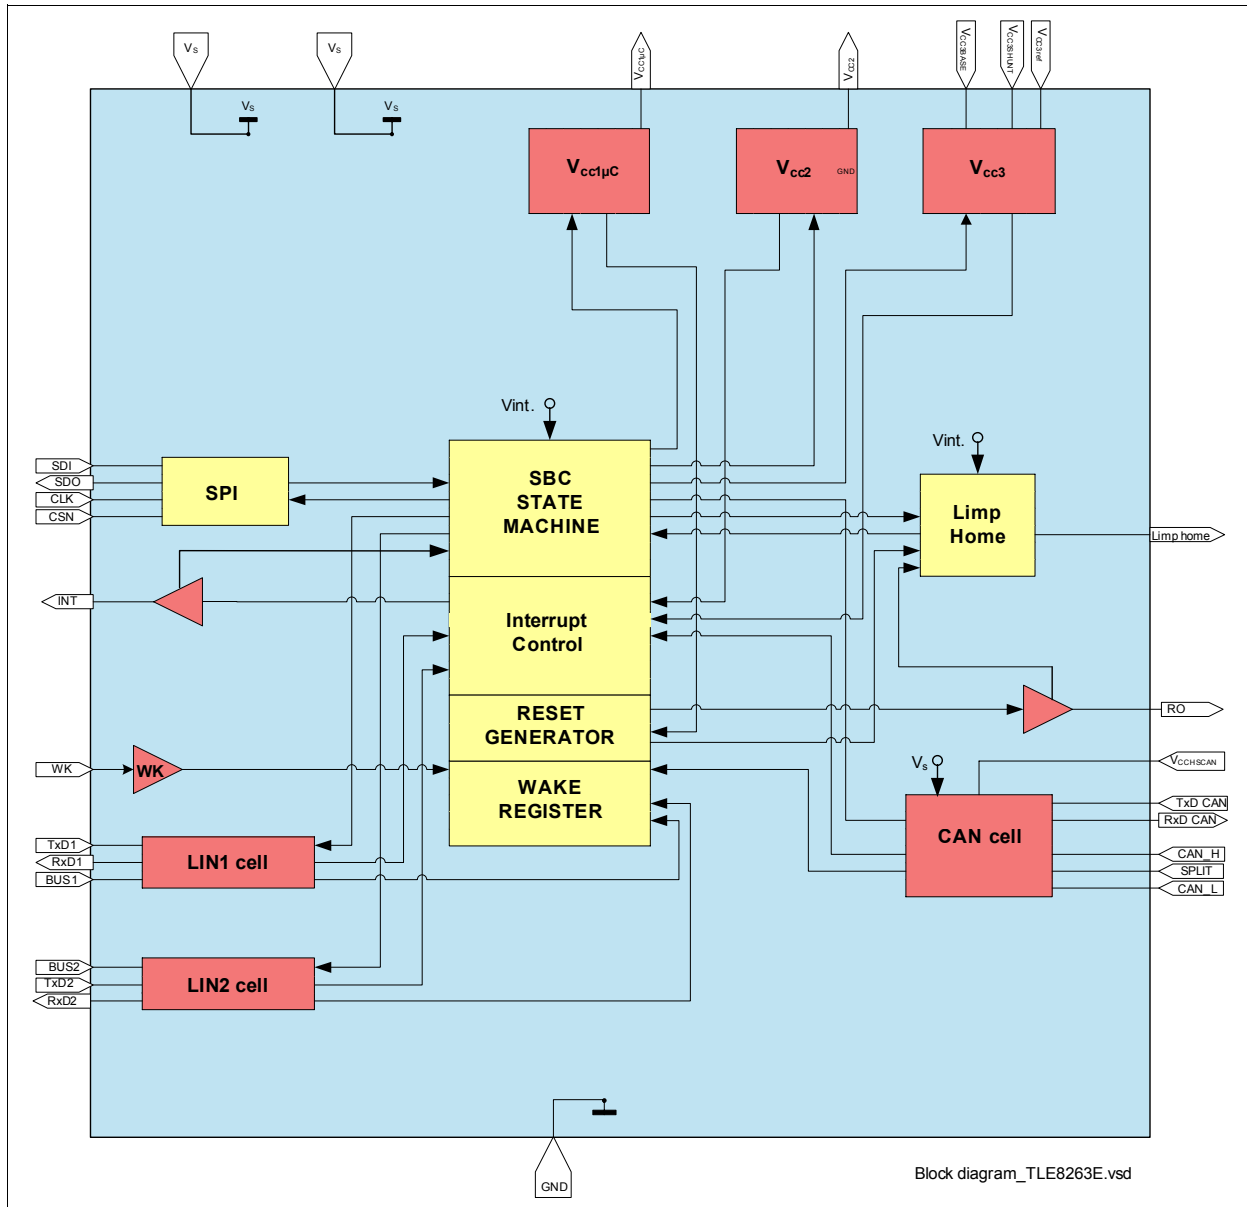 Vs
Vs
VCC1µC
VCC2
VCC3BASE
VCC3SHUNT
VCC3ref
Vs
Vs
Vcc1µC
Vcc2
GND
Vcc3
Vint.
Vint.
SDI
SDO
CLK
CSN
SPI
SBC
STATE
MACHINE
Limp
Home
Limp home
INT
Interrupt
Control
RESET
GENERATOR
RO
WK
WK
WAKE
REGISTER
Vs
VCCHSCAN
TxD CAN
RxD CAN
CAN cell
CAN_H
SPLIT
CAN_L
TxD1
RxD1
BUS1
LIN1 cell
BUS2
TxD2
RxD2
LIN2 cell
GND
Block diagram_TLE8263E.vsd